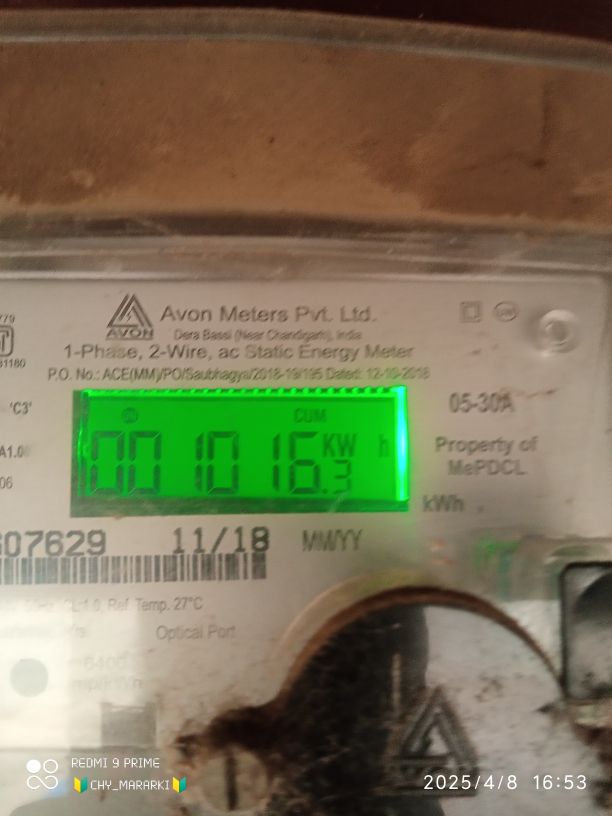 Avon Meters Pvt. Ltd.
AVON
Dera Bassi (Near Chandigarh), India
1-Phase, 2-Wire, ac Static Energy Meter
P.O. No.: ACE(MM)/PO/Saubhagya/2018-19/195 Dated: 12-10-2018
'C3'
05-30A
CUM
001016.3 KW h
Property of
MePDCL
kWh
607629 11/18 MM/YY
Ref. Temp. 27°C
Optical Port
REDMI 9 PRIME
CHY_MARARKI
2025/4/8 16:53